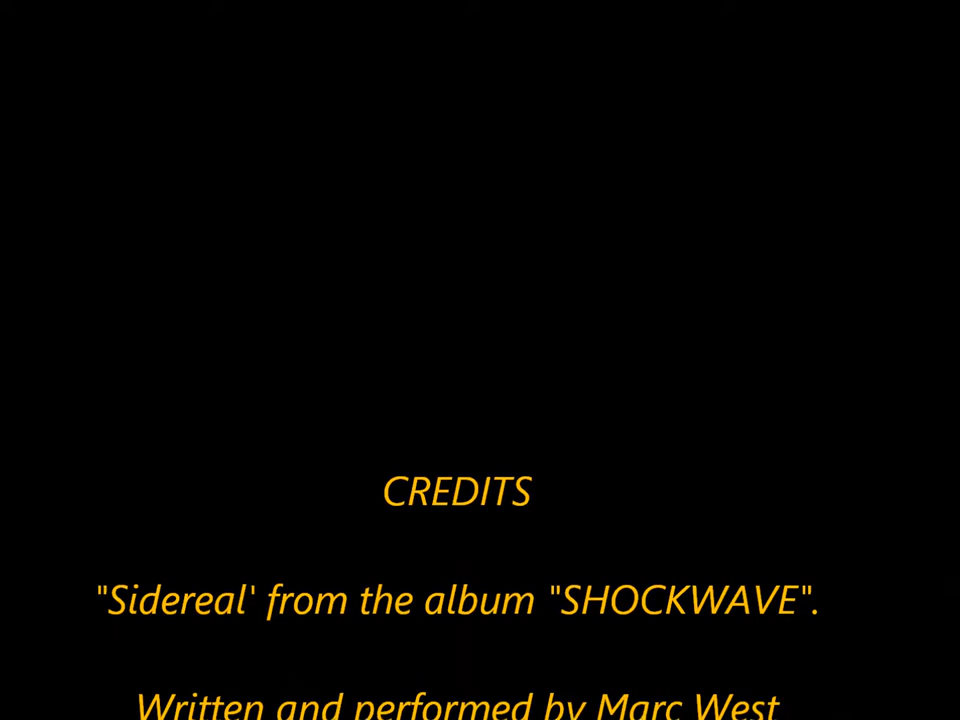 CREDITS
"Sidereal' from the album "SHOCKWAVE".
Written and performed by Marc West